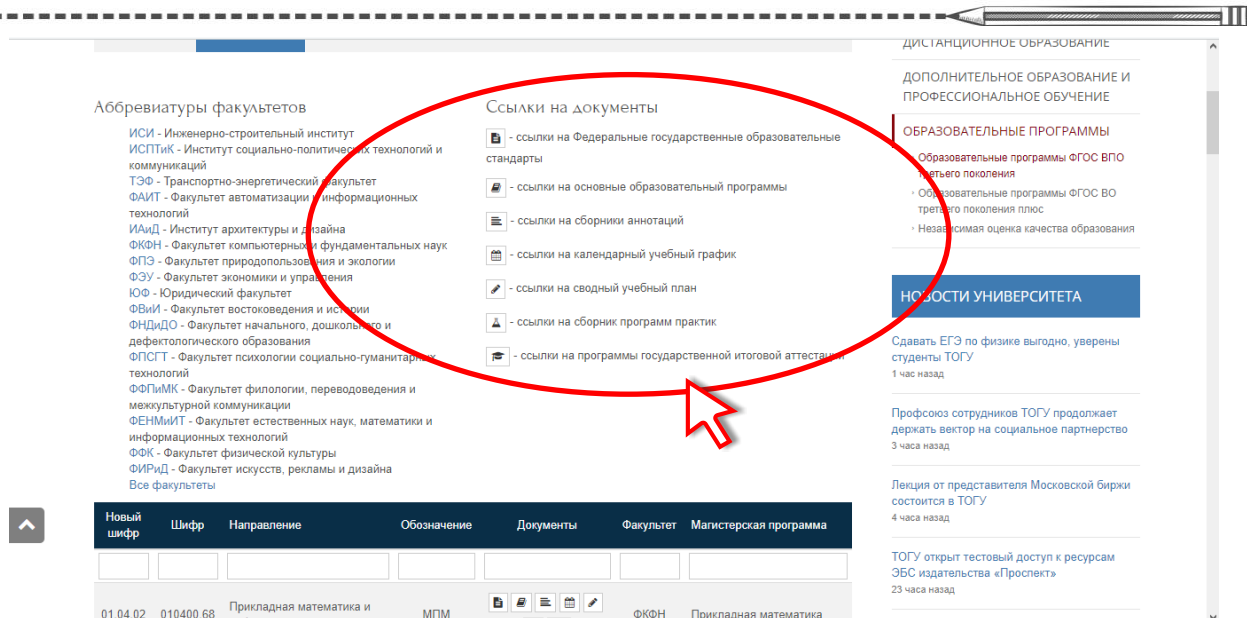 Аббревиатуры факультетов
ИСИ - Инженерно-строительный институт
ИСПТиК - Институт социально-политических технологий и
коммуникаций
ТЭФ - Транспортно-энергетический факультет
ФАИТ - Факультет автоматизации и информационных
технологий
ИАиД - Институт архитектуры и дизайна
ФКФН - Факультет компьютерных и фундаментальных наук
ФПЭ - Факультет природопользования и экологии
ФЭУ - Факультет экономики и управления
ЮФ - Юридический факультет
ФВиИ - Факультет востоковедения и истории
ФНДиДО - Факультет начального, дошкольного и
дефектологического образования
ФПСГТ - Факультет психологии социально-гуманитарных
технологий
ФФПиМК - Факультет филологии, переводоведения и
межкультурной коммуникации
ФЕНМиИТ - Факультет естественных наук, математики и
информационных технологий
ФФК - Факультет физической культуры
ФИРиД - Факультет искусств, рекламы и дизайна
Все факультеты
Ссылки на документы
- ссылки на Федеральные государственные образовательные
стандарты
- ссылки на основные образовательный программы
- ссылки на сборники аннотаций
- ссылки на календарный учебный график
- ссылки на сводный учебный план
- ссылки на сборник программ практик
- ссылки на программы государственной итоговой аттестации
Новый шифр Шифр Направление Обозначение Документы Факультет Магистерская программа
01.04.02 010400.68 Прикладная математика и МПМ ФКФН Прикладная математика
ДИСТАНЦИОННОЕ ОБРАЗОВАНИЕ
ДОПОЛНИТЕЛЬНОЕ ОБРАЗОВАНИЕ И
ПРОФЕССИОНАЛЬНОЕ ОБУЧЕНИЕ
ОБРАЗОВАТЕЛЬНЫЕ ПРОГРАММЫ
Образовательные программы ФГОС ВПО
третьего поколения
Образовательные программы ФГОС ВО
третьего поколения плюс
Независимая оценка качества образования
НОВОСТИ УНИВЕРСИТЕТА
Сдавать ЕГЭ по физике выгодно, уверены
студенты ТОГУ
1 час назад
Профсоюз сотрудников ТОГУ продолжает
держать вектор на социальное партнерство
3 часа назад
Лекция от представителя Московской биржи
состоится в ТОГУ
4 часа назад
ТОГУ открыт тестовый доступ к ресурсам
ЭБС издательства «Проспект»
23 часа назад